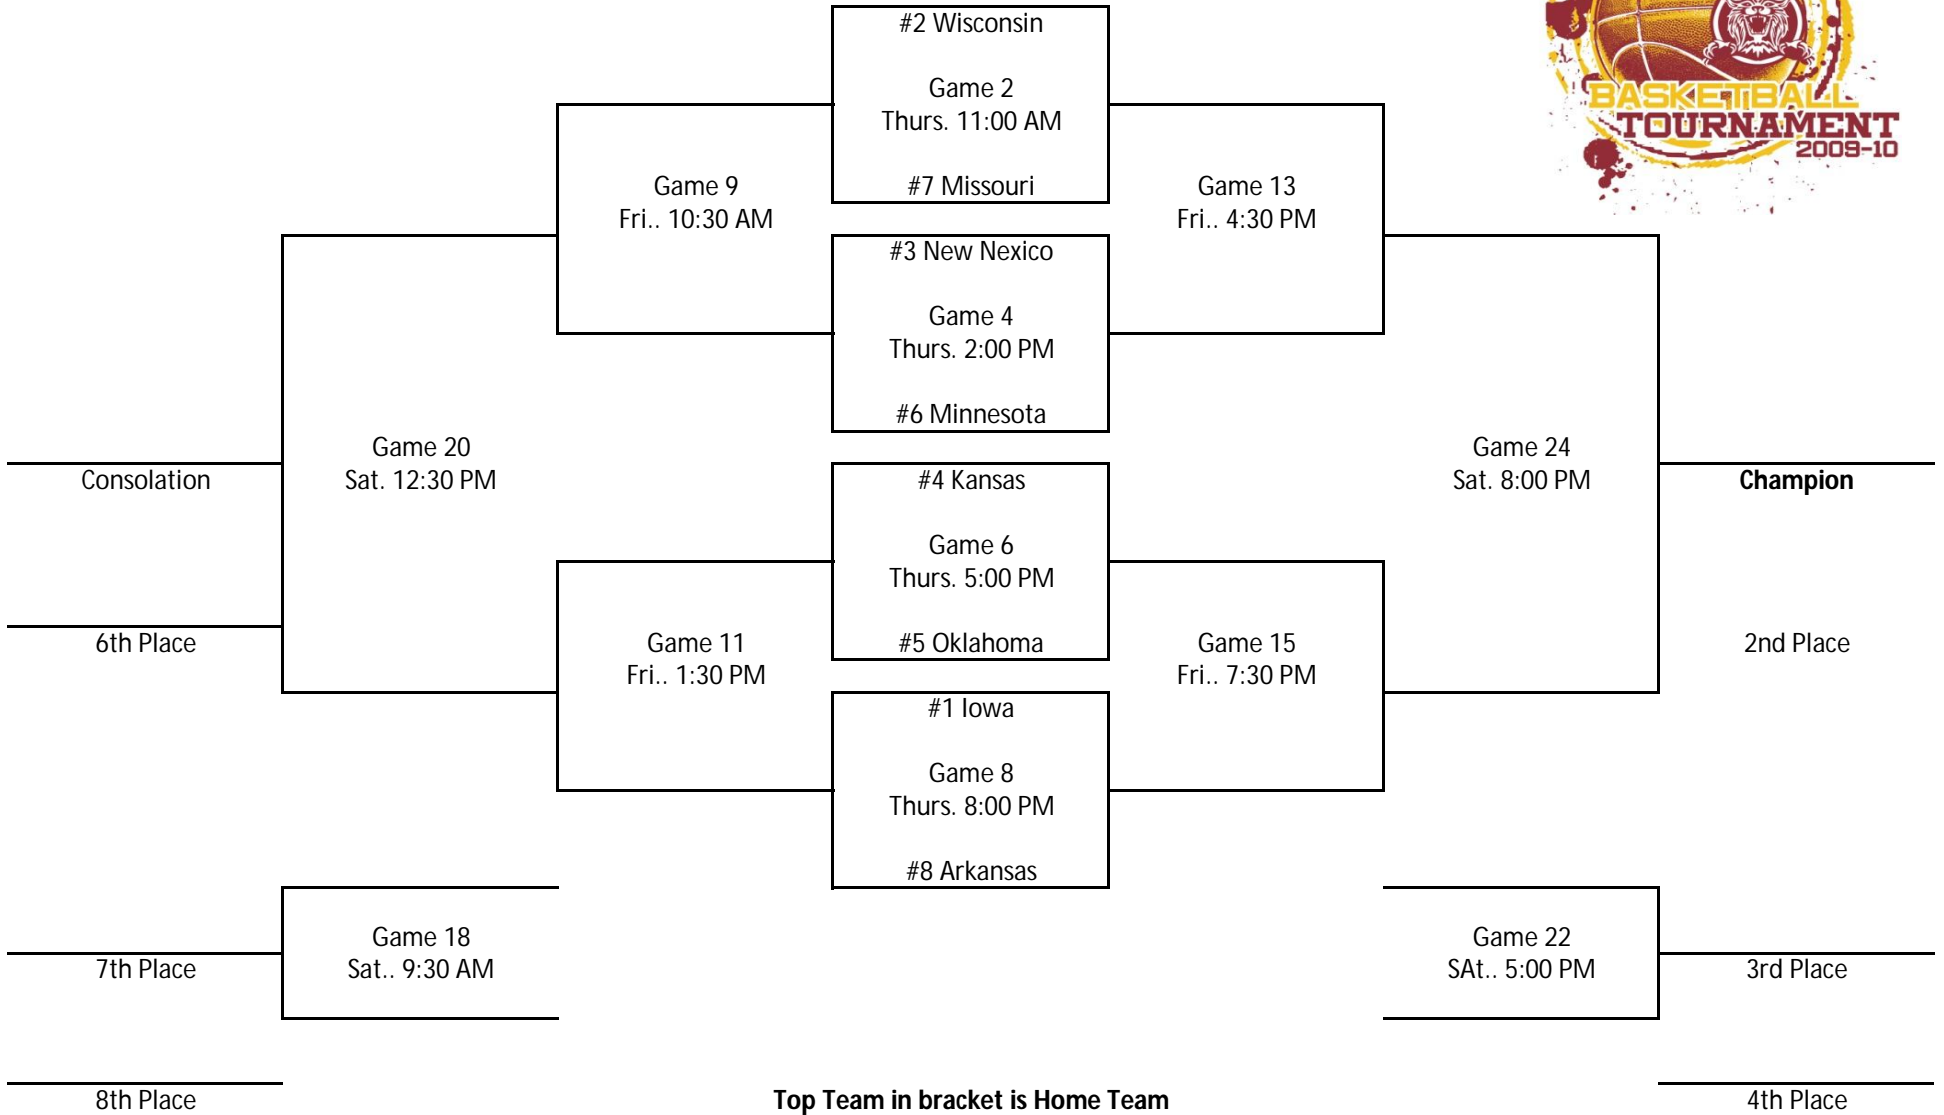 #2 Wisconsin
Game 2
Thurs. 11:00 AM
#7 Missouri
BASKETBALL
TOURNAMENT
2009-10
Game 9
Fri.. 10:30 AM
Game 13
Fri.. 4:30 PM
#3 New Nexico
Game 4
Thurs. 2:00 PM
#6 Minnesota
Game 20
Sat. 12:30 PM
Game 24
Sat. 8:00 PM
Consolation
#4 Kansas
Champion
Game 6
Thurs. 5:00 PM
6th Place
Game 11
Fri.. 1:30 PM
#5 Oklahoma
Game 15
Fri.. 7:30 PM
2nd Place
#1 Iowa
Game 8
Thurs. 8:00 PM
#8 Arkansas
Game 18
Sat.. 9:30 AM
Game 22
SAt.. 5:00 PM
7th Place
3rd Place
8th Place
Top Team in bracket is Home Team
4th Place